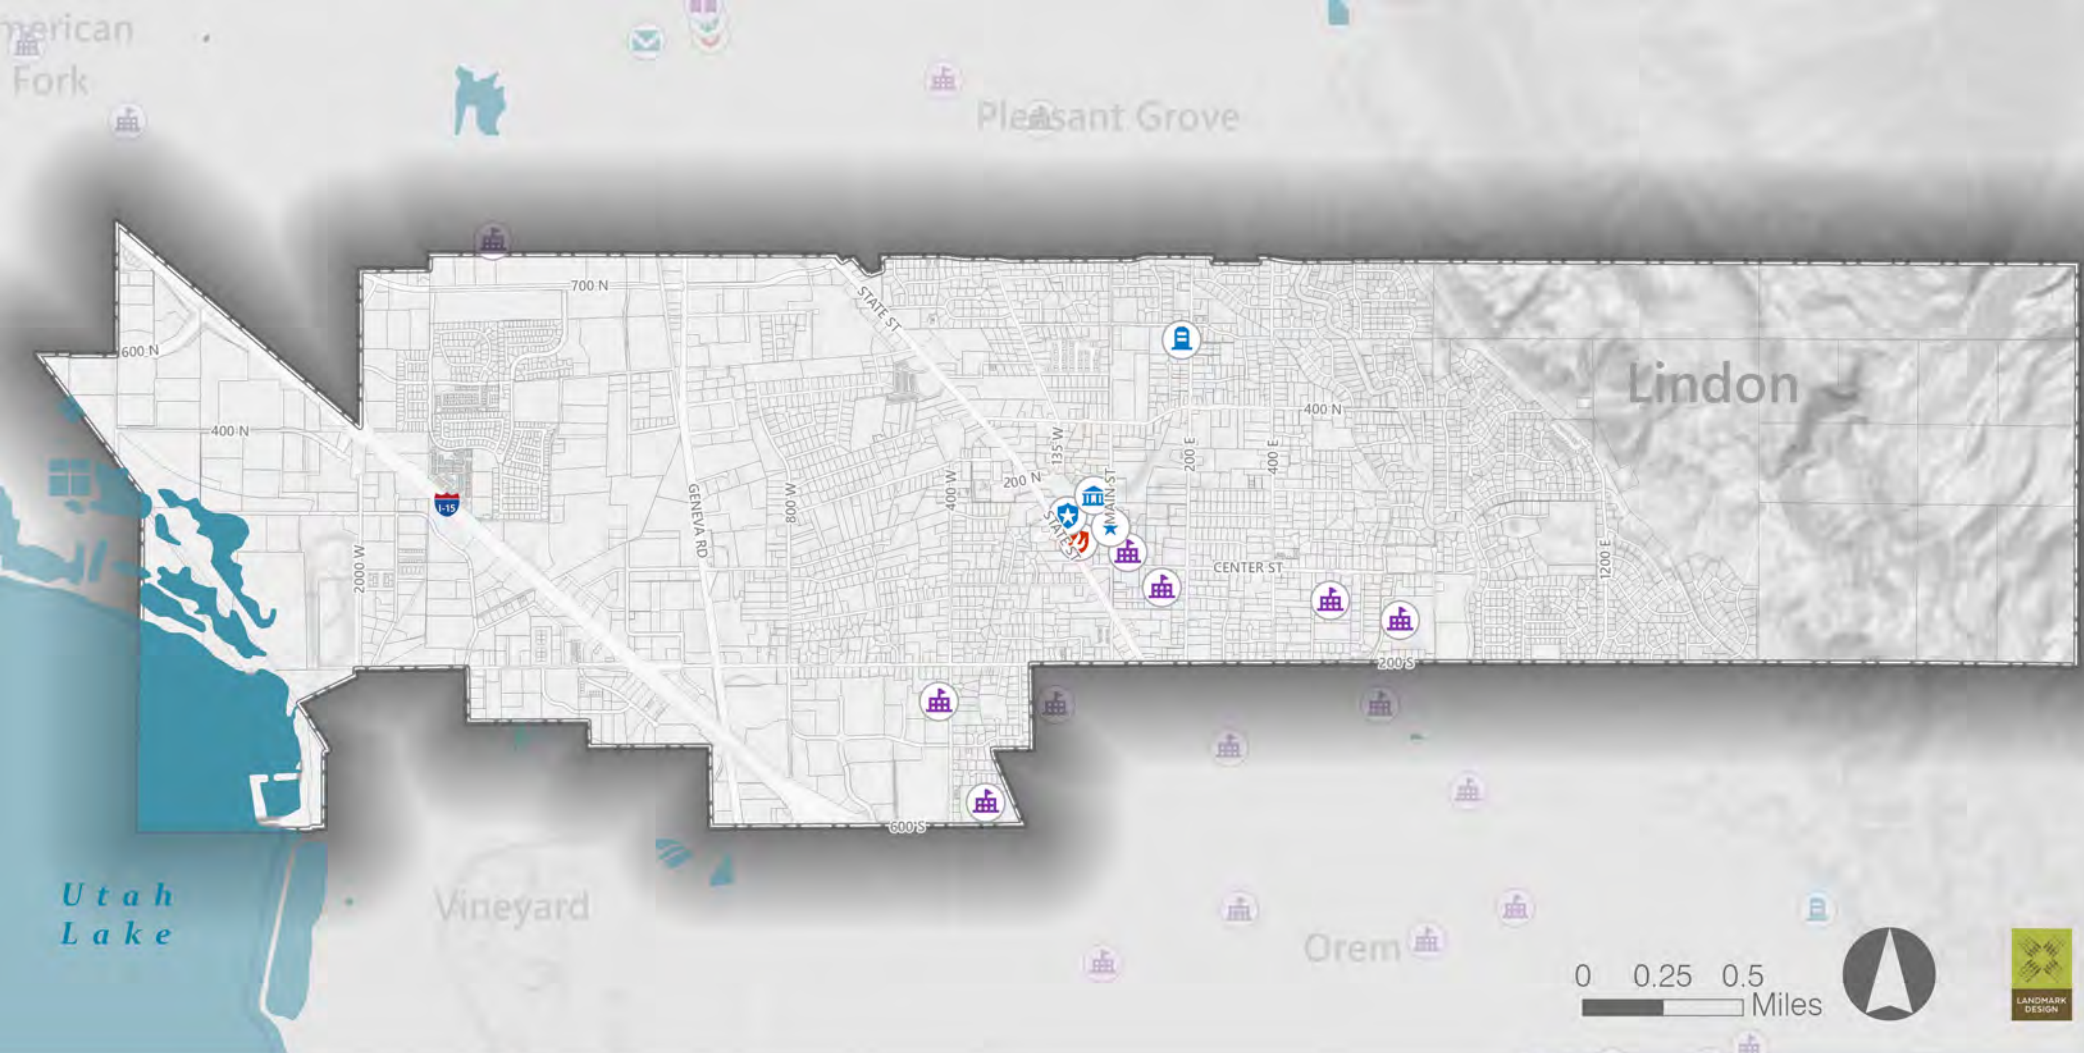 merican
Fork
Pleasant Grove
700 N
STATE ST
600 N
Lindon
400 N
400 N
135 W
200 E
400 E
200 N
MAIN ST
I-15
GENEVA RD
800 W
400 W
STATE ST
2000 W
CENTER ST
1200 E
200 S
600 S
Utah
Lake
Vineyard
Orem
0 0.25 0.5
Miles
LANDMARK
DESIGN